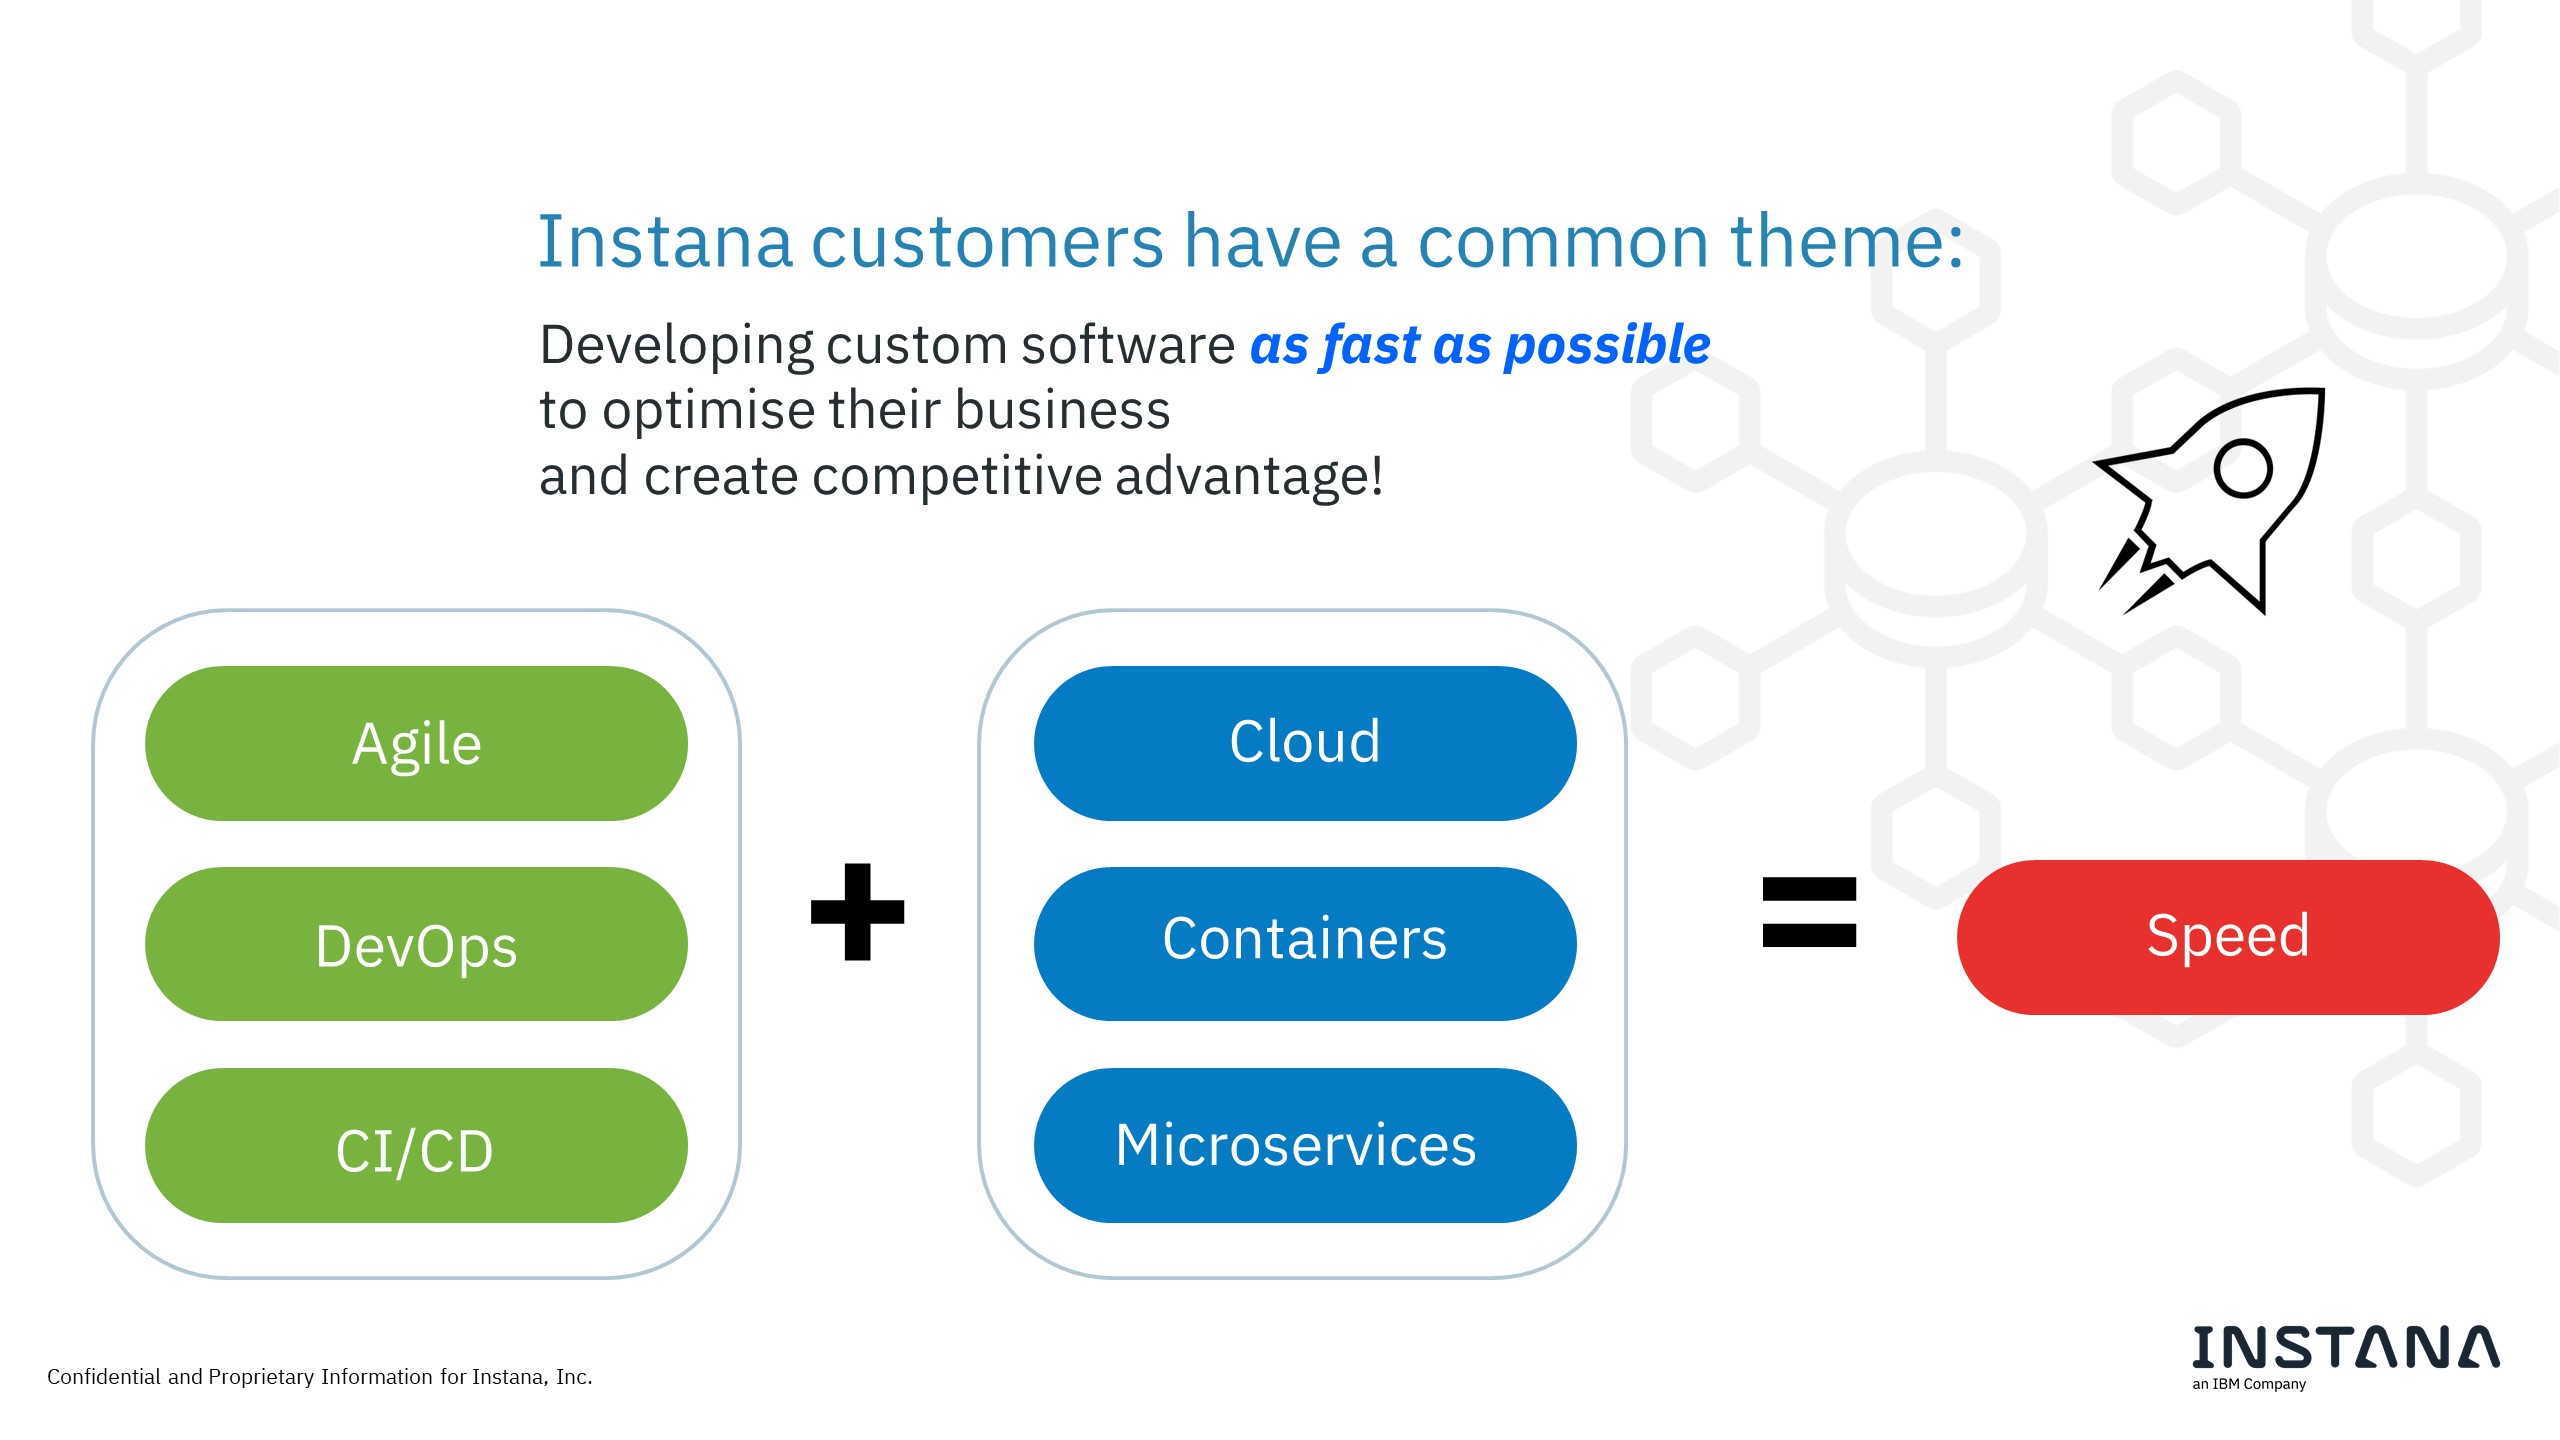 Instana customers have a common theme:
Developing custom software as fast as possible
to optimise their business
and create competitive advantage!
Agile
DevOps
CI/CD
+
Cloud
Containers
Microservices
=
Speed
Confidential and Proprietary Information for Instana, Inc.
INSTANA
an IBM Company